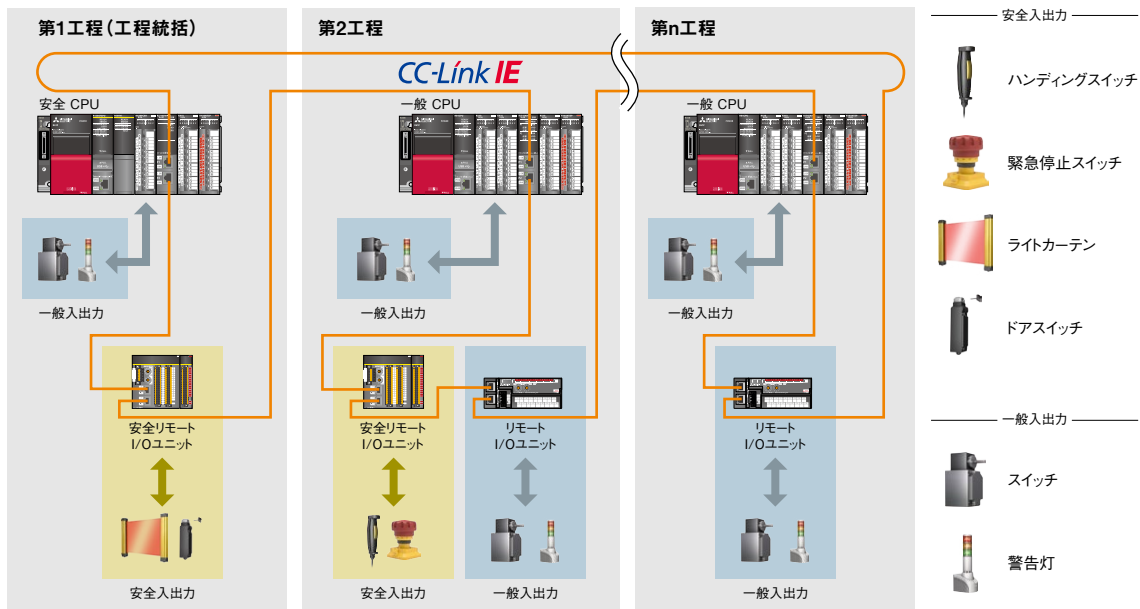 第1工程(工程統括)
第2工程
第n工程
CC-Link IE
安全 CPU
一般 CPU
一般 CPU
一般入出力
一般入出力
一般入出力
安全リモート
I/Oユニット
安全リモート
I/Oユニット
リモート
I/Oユニット
リモート
I/Oユニット
安全入出力
安全入出力
一般入出力
一般入出力
安全入出力
ハンディングスイッチ
緊急停止スイッチ
ライトカーテン
ドアスイッチ
一般入出力
スイッチ
警告灯